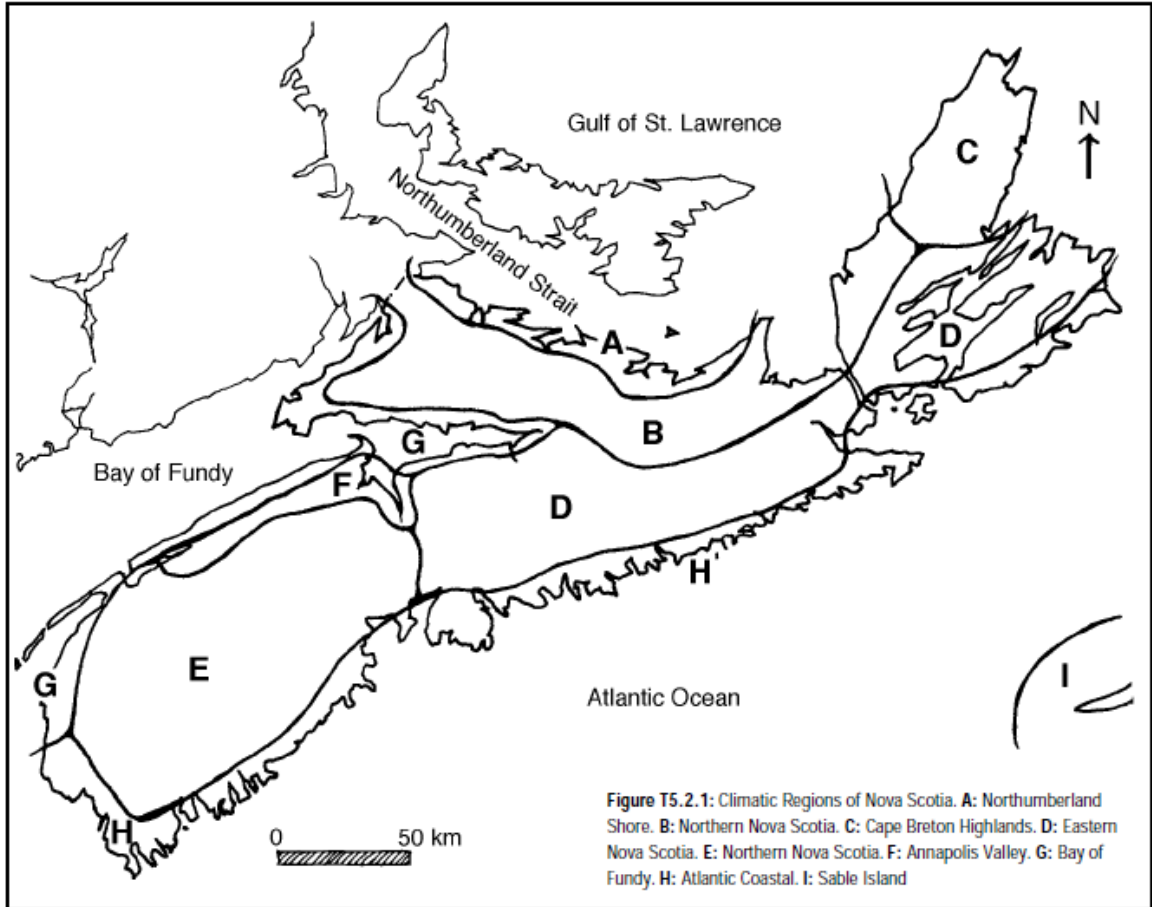 Gulf of St. Lawrence
N
C
Northumberland Strait
A
D
B
G
Bay of Fundy
F
D
H
E
G
I
Atlantic Ocean
H
0 50 km
Figure T5.2.1: Climatic Regions of Nova Scotia. A: Northumberland
Shore. B: Northern Nova Scotia. C: Cape Breton Highlands. D: Eastern
Nova Scotia. E: Northern Nova Scotia. F: Annapolis Valley. G: Bay of
Fundy. H: Atlantic Coastal. I: Sable Island